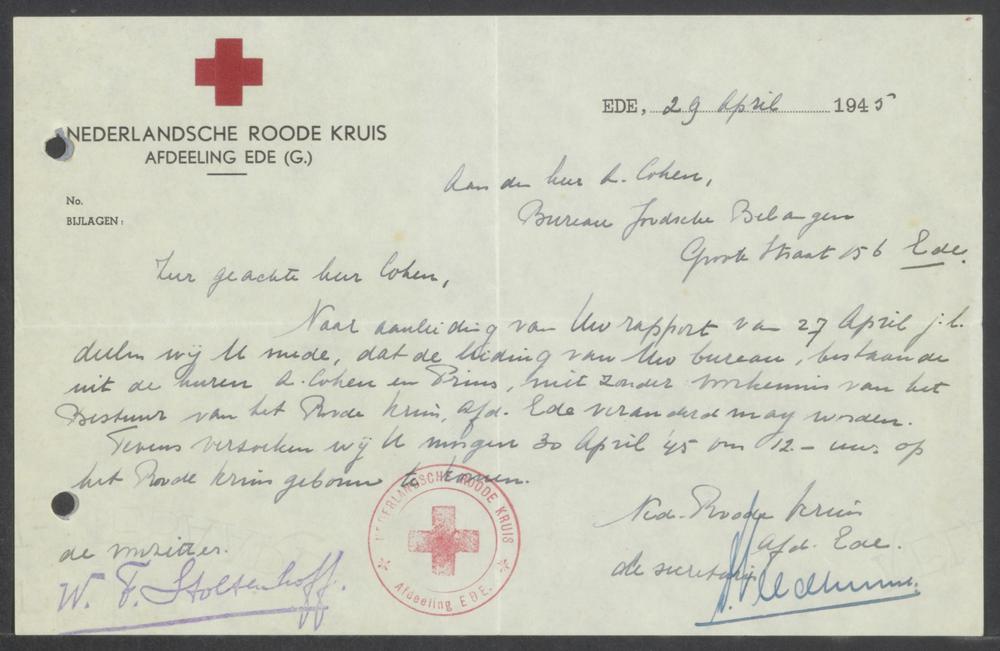 NEDERLANDSCHE ROODE KRUIS
AFDEELING EDE (G.)
No.
BIJLAGEN:
EDE, 29 April 1945
Aan den heer A. Cohen,
Bureau Joodsche Belangen
Groote Straat 156 Ede.
Zeer geachte heer Cohen,
Naar aanleiding van Uw rapport van 27 April j.l.
deelen wij U mede, dat de leiding van Uw bureau, bestaande
uit de heeren A. Cohen en Prins, niet zonder voorkennis van het
Bestuur van het Roode Kruis, afd. Ede veranderd mag worden.
Tevens verzoeken wij U morgen 30 April '45 om 12.- uur op
het Roode Kruis gebouw te komen.
Ned. Roode Kruis
afd. Ede.
de voorzitter.
W. F. Stoltenhoff.
de secretaris
NEDERLANDSCHE ROODE KRUIS
Afdeeling EDE.